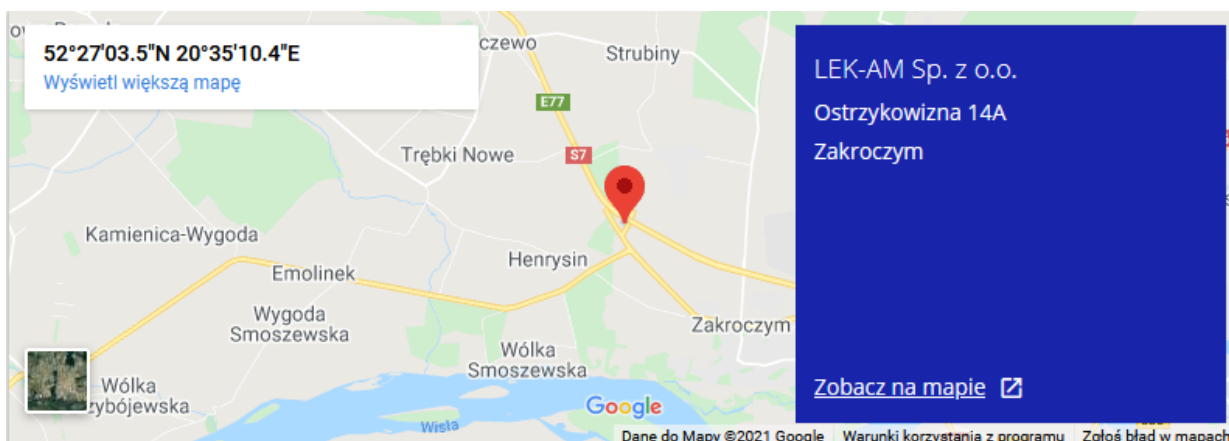 52°27'03.5"N 20°35'10.4"E
Wyświetl większą mapę
czewo
Strubiny
E77
Trębki Nowe
S7
Kamienica-Wygoda
Henrysin
Emolinek
Wygoda
Smoszewska
Zakroczym
Wólka
Smoszewska
Wólka
zybójewska
Wisła
Google
Dane do Mapy ©2021 Google
Warunki korzystania z programu
Zgłoś błąd w mapach
LEK-AM Sp. z o.o.
Ostrzykowizna 14A
Zakroczym
Zobacz na mapie